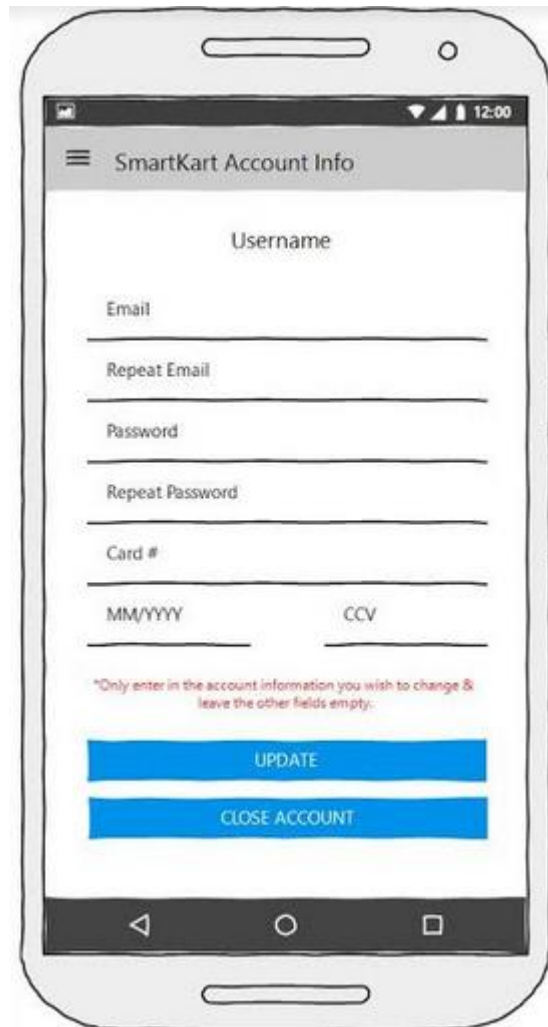 12:00
SmartKart Account Info
Username
Email
Repeat Email
Password
Repeat Password
Card #
MM/YYYY CCV
*Only enter in the account information you wish to change &
leave the other fields empty.
UPDATE
CLOSE ACCOUNT